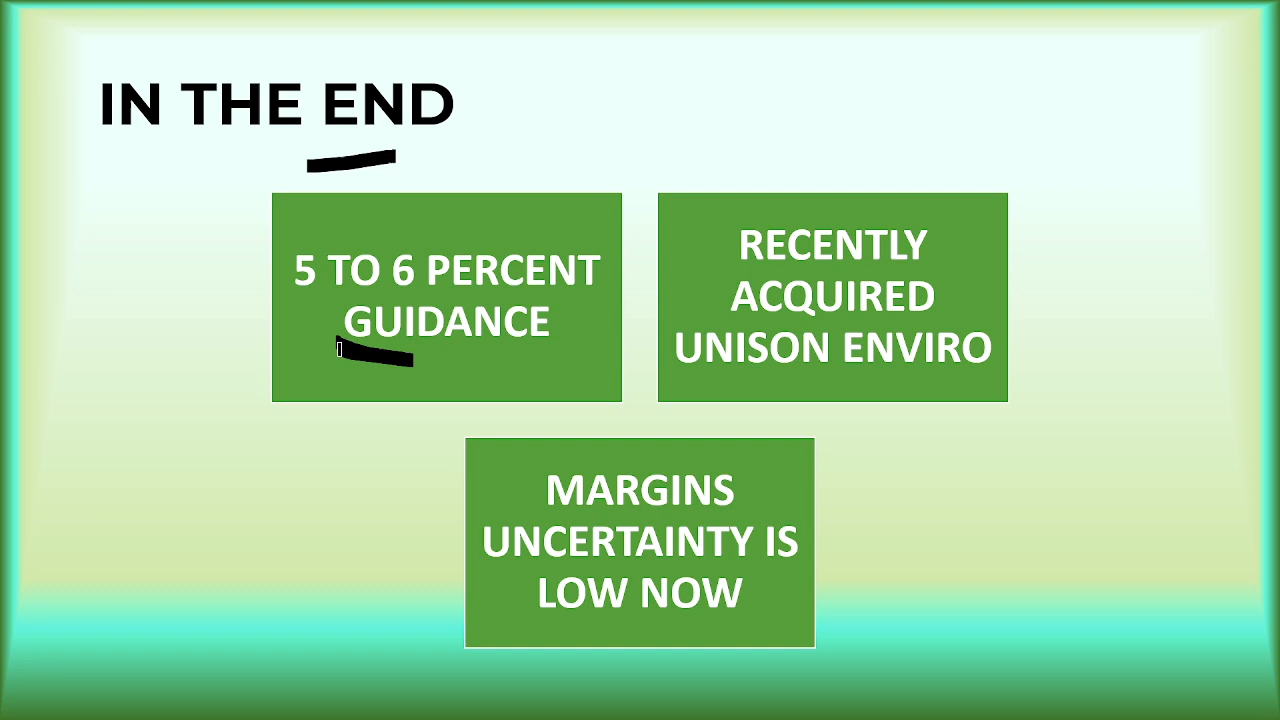 IN THE END
5 TO 6 PERCENT
GUIDANCE
RECENTLY
ACQUIRED
UNISON ENVIRO
MARGINS
UNCERTAINTY IS
LOW NOW